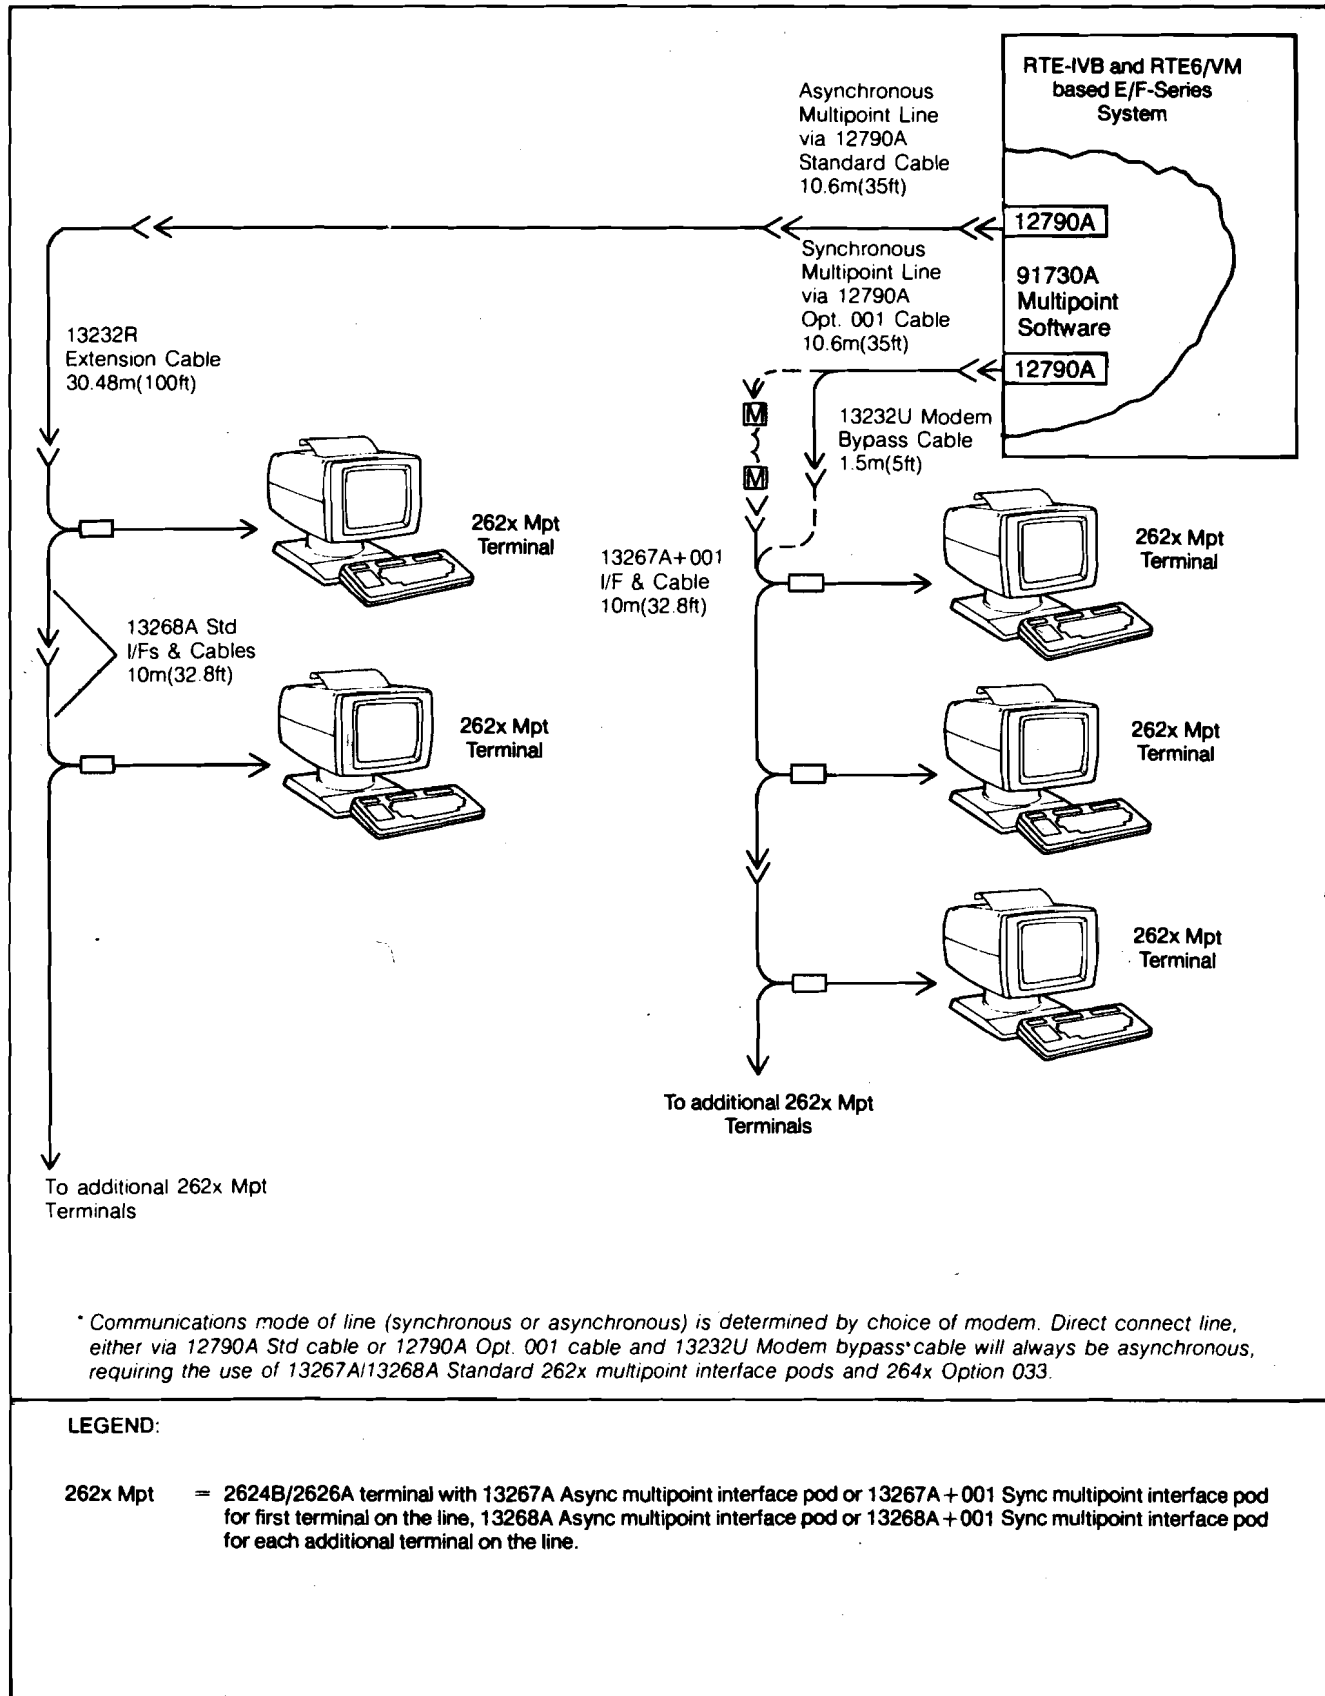 RTE-IVB and RTE6/VM
based E/F-Series
System
Asynchronous
Multipoint Line
via 12790A
Standard Cable
10.6m(35ft)
12790A
Synchronous
Multipoint Line
via 12790A
Opt. 001 Cable
10.6m(35ft)
91730A
Multipoint
Software
12790A
13232R
Extension Cable
30.48m(100ft)
M
M
13232U Modem
Bypass Cable
1.5m(5ft)
262x Mpt
Terminal
13267A+001
I/F & Cable
10m(32.8ft)
262x Mpt
Terminal
13268A Std
I/Fs & Cables
10m(32.8ft)
262x Mpt
Terminal
262x Mpt
Terminal
262x Mpt
Terminal
To additional 262x Mpt
Terminals
To additional 262x Mpt
Terminals
* Communications mode of line (synchronous or asynchronous) is determined by choice of modem. Direct connect line,
either via 12790A Std cable or 12790A Opt. 001 cable and 13232U Modem bypass*cable will always be asynchronous,
requiring the use of 13267A/13268A Standard 262x multipoint interface pods and 264x Option 033.
LEGEND:
262x Mpt = 2624B/2626A terminal with 13267A Async multipoint interface pod or 13267A+001 Sync multipoint interface pod
for first terminal on the line, 13268A Async multipoint interface pod or 13268A+001 Sync multipoint interface pod
for each additional terminal on the line.